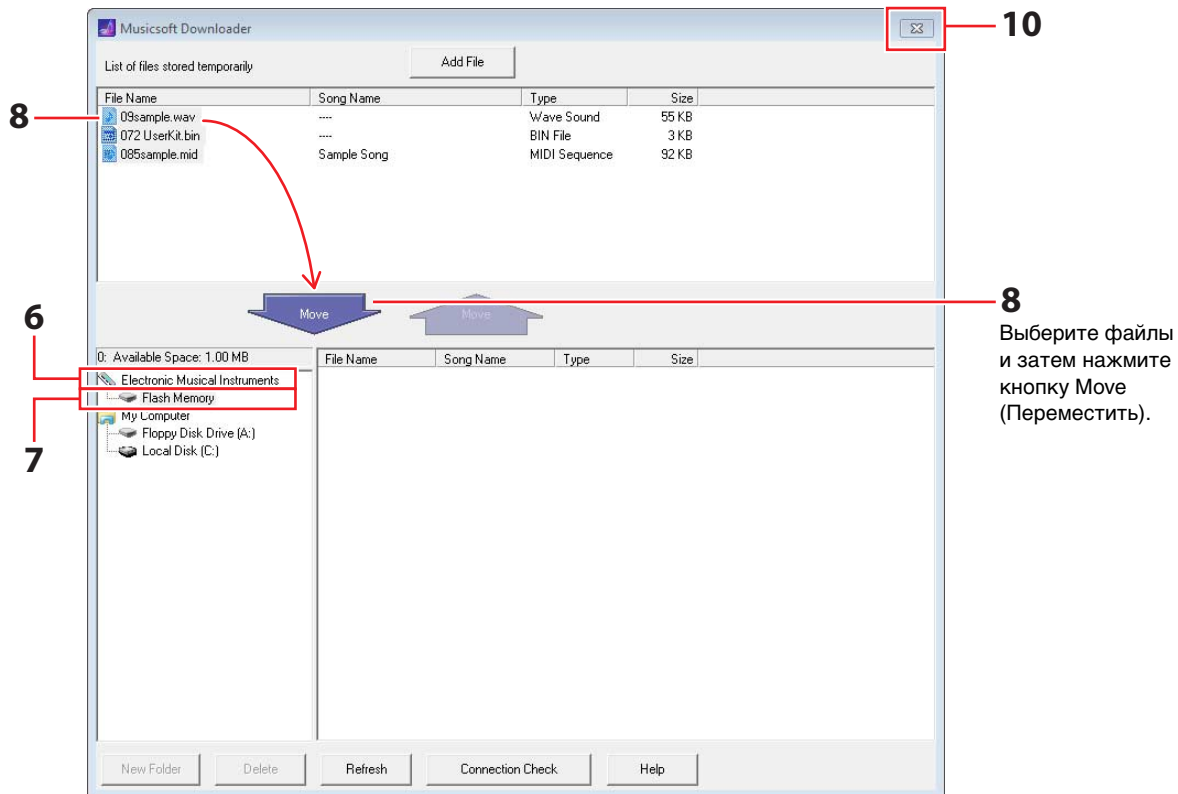 Musicsoft Downloader
10
List of files stored temporarily
Add File
File Name Song Name Type Size
8
09sample.wav ---- Wave Sound 55 KB
072 UserKit.bin ---- BIN File 3 KB
085sample.mid Sample Song MIDI Sequence 92 KB
Move
Move
8
Выберите файлы
и затем нажмите
кнопку Move
(Переместить).
6
0: Available Space: 1.00 MB
File Name Song Name Type Size
Electronic Musical Instruments
Flash Memory
My Computer
Floppy Disk Drive (A:)
Local Disk (C:)
7
New Folder Delete Refresh Connection Check Help